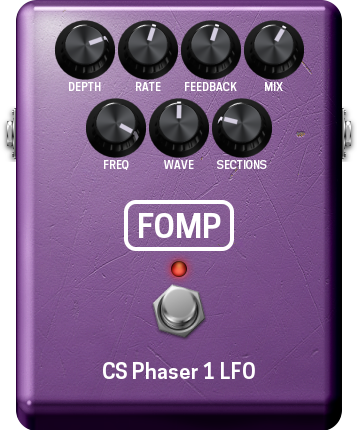 DEPTH RATE FEEDBACK MIX
FREQ WAVE SECTIONS
FOMP
CS Phaser 1 LFO